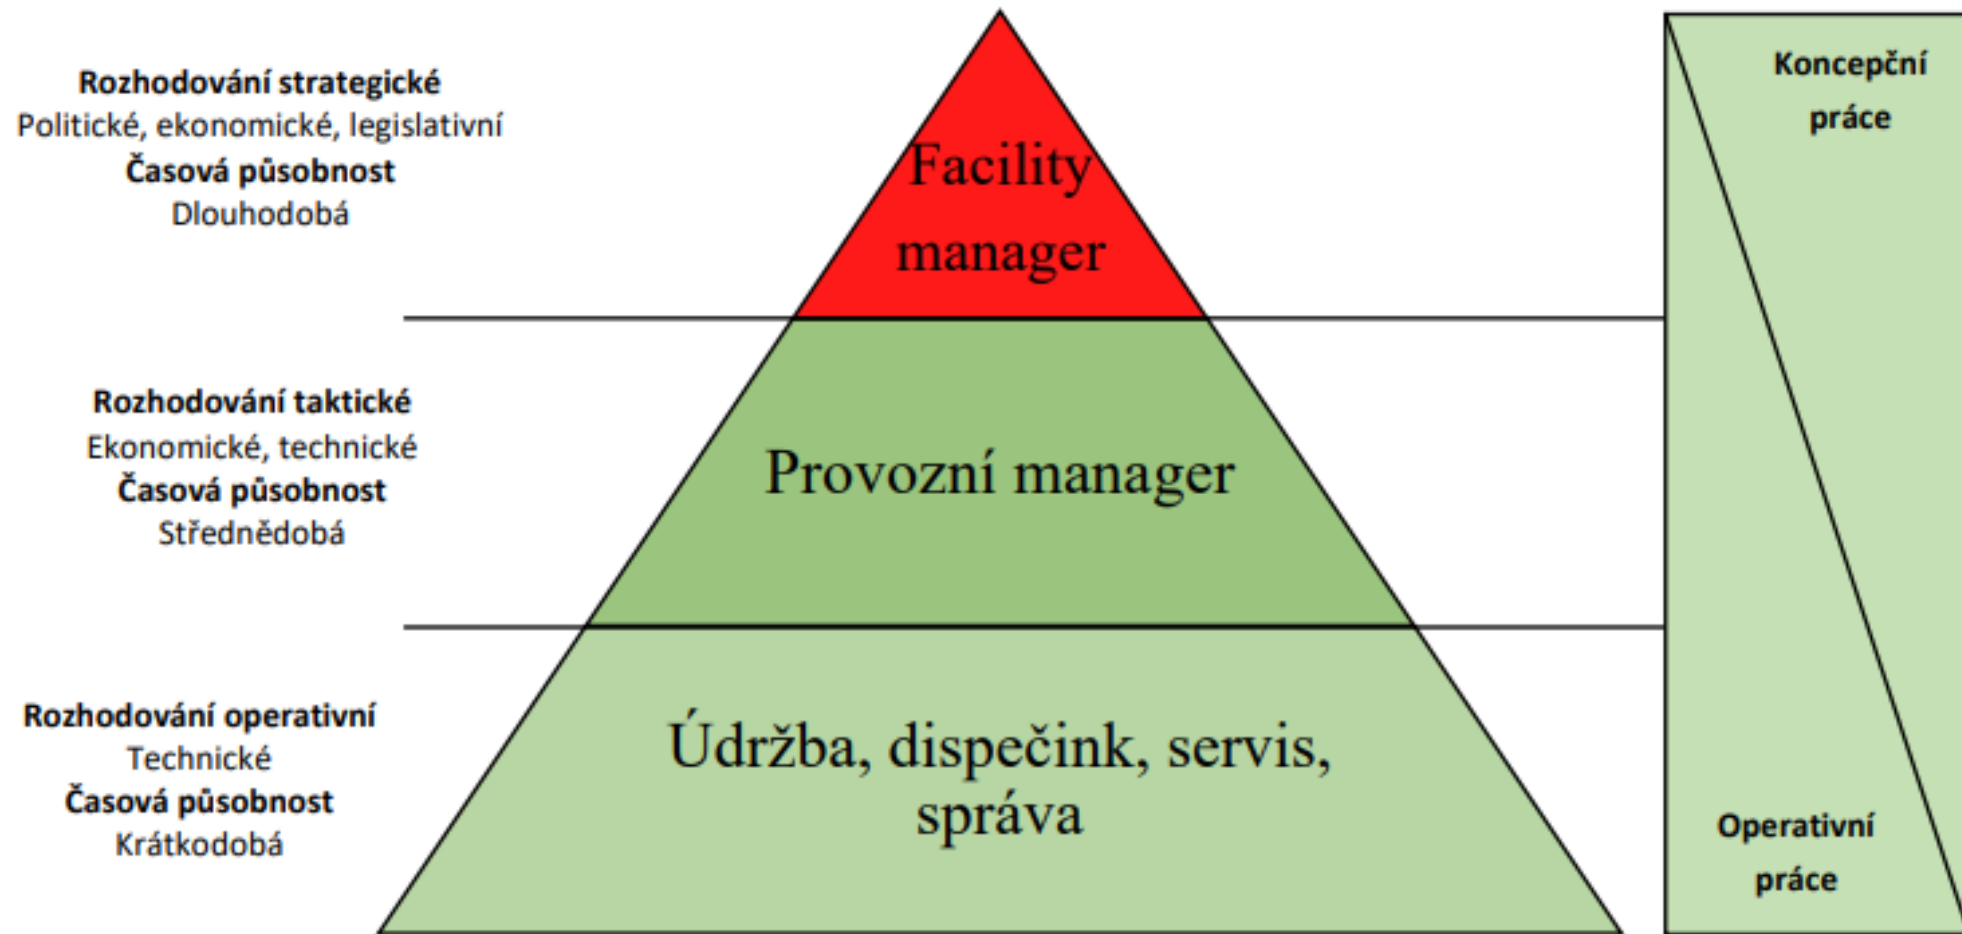 Rozhodování strategické
Politické, ekonomické, legislativní
Časová působnost
Dlouhodobá
Facility
manager
Koncepční
práce
Rozhodování taktické
Ekonomické, technické
Časová působnost
Střednědobá
Provozní manager
Rozhodování operativní
Technické
Časová působnost
Krátkodobá
Údržba, dispečink, servis,
správa
Operativní
práce